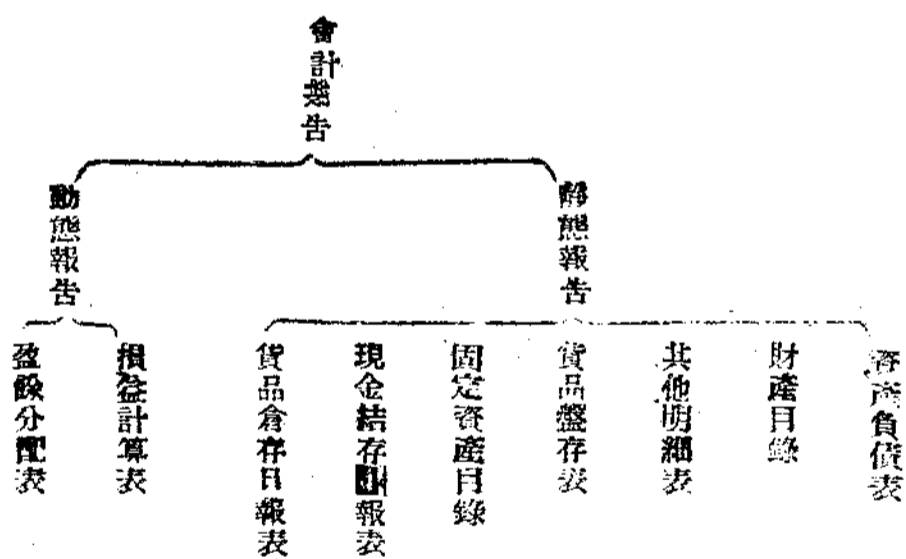 會計報告
靜態報告
資產負債表
財產目錄
其他明細表
貨品盤存表
固定資產目錄
現金結存日報表
貨品倉存日報表
動態報告
損益計算表
盈餘分配表